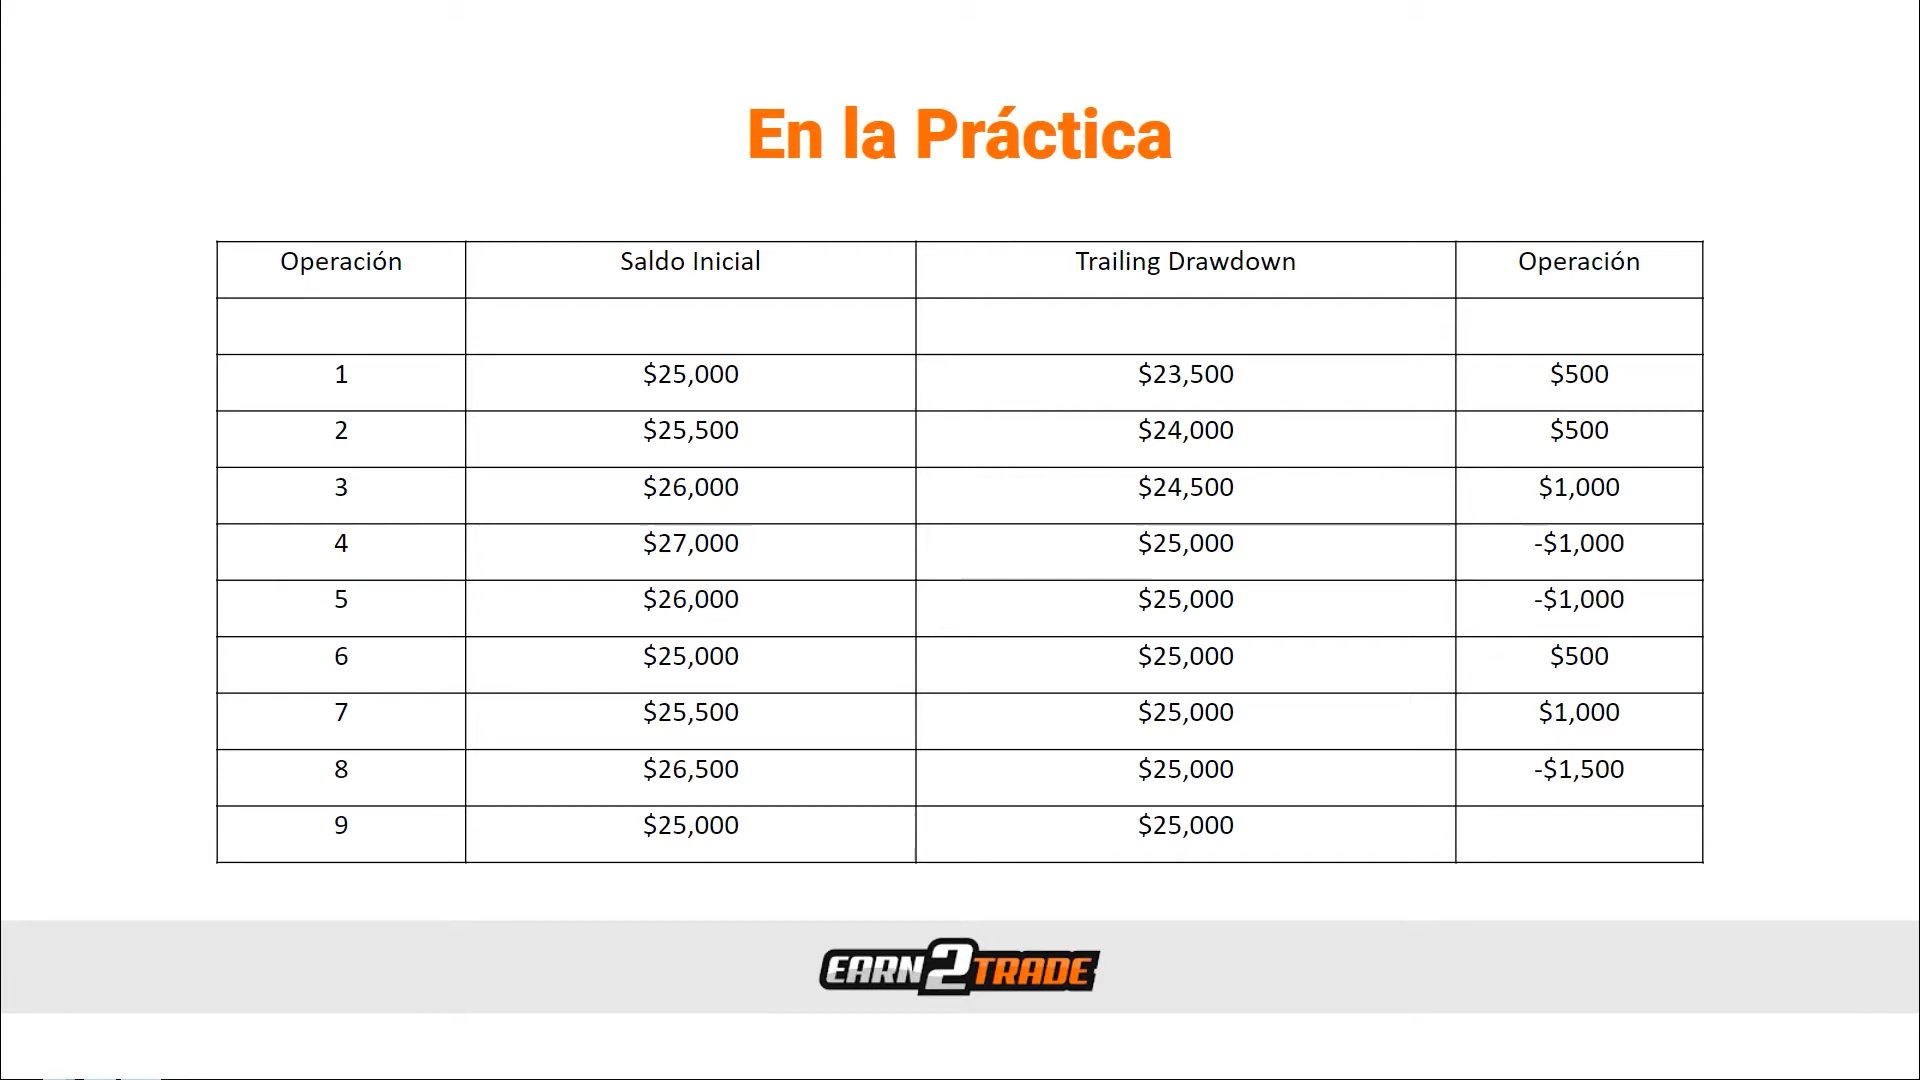 En la Práctica
Operación Saldo Inicial Trailing Drawdown Operación
1 $25,000 $23,500 $500
2 $25,500 $24,000 $500
3 $26,000 $24,500 $1,000
4 $27,000 $25,000 -$1,000
5 $26,000 $25,000 -$1,000
6 $25,000 $25,000 $500
7 $25,500 $25,000 $1,000
8 $26,500 $25,000 -$1,500
9 $25,000 $25,000
EARN2TRADE